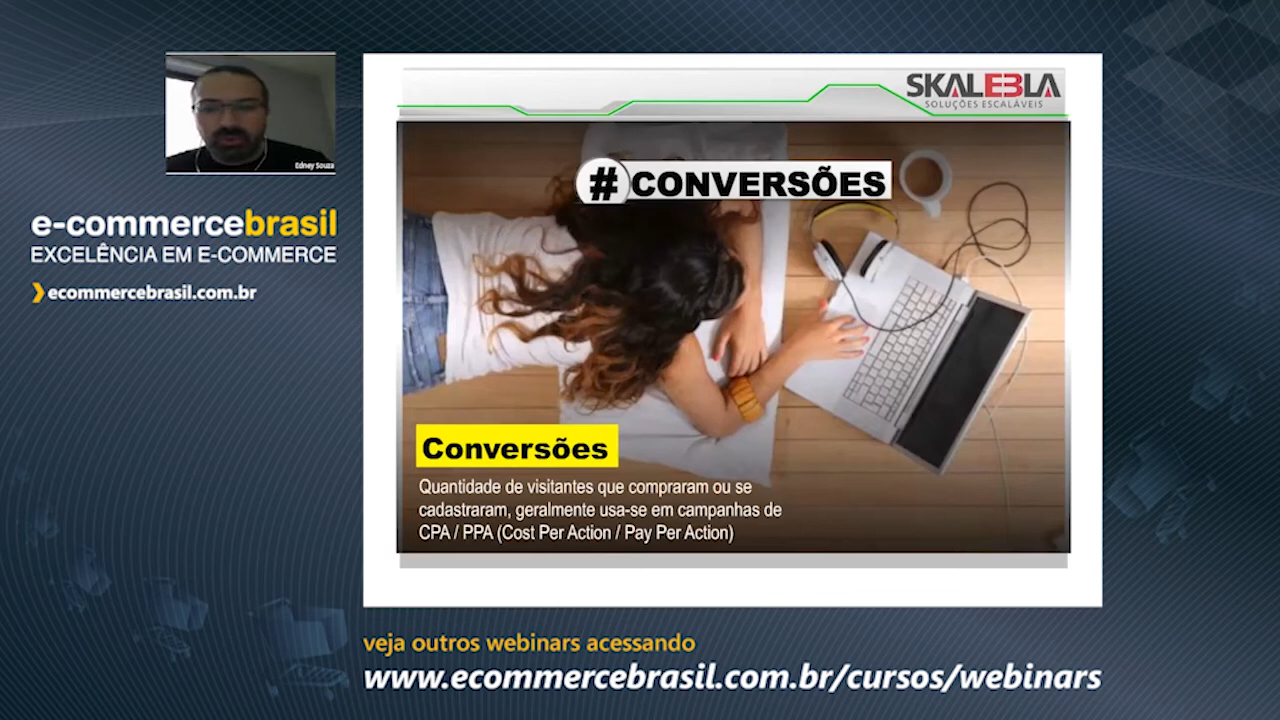 Edney Souza
e-commercebrasil
EXCELÊNCIA EM E-COMMERCE
ecommercebrasil.com.br
SKALEBLA
SOLUÇÕES ESCALÁVEIS
#CONVERSÕES
Conversões
Quantidade de visitantes que compraram ou se
cadastraram, geralmente usa-se em campanhas de
CPA / PPA (Cost Per Action / Pay Per Action)
veja outros webinars acessando
www.ecommercebrasil.com.br/cursos/webinars